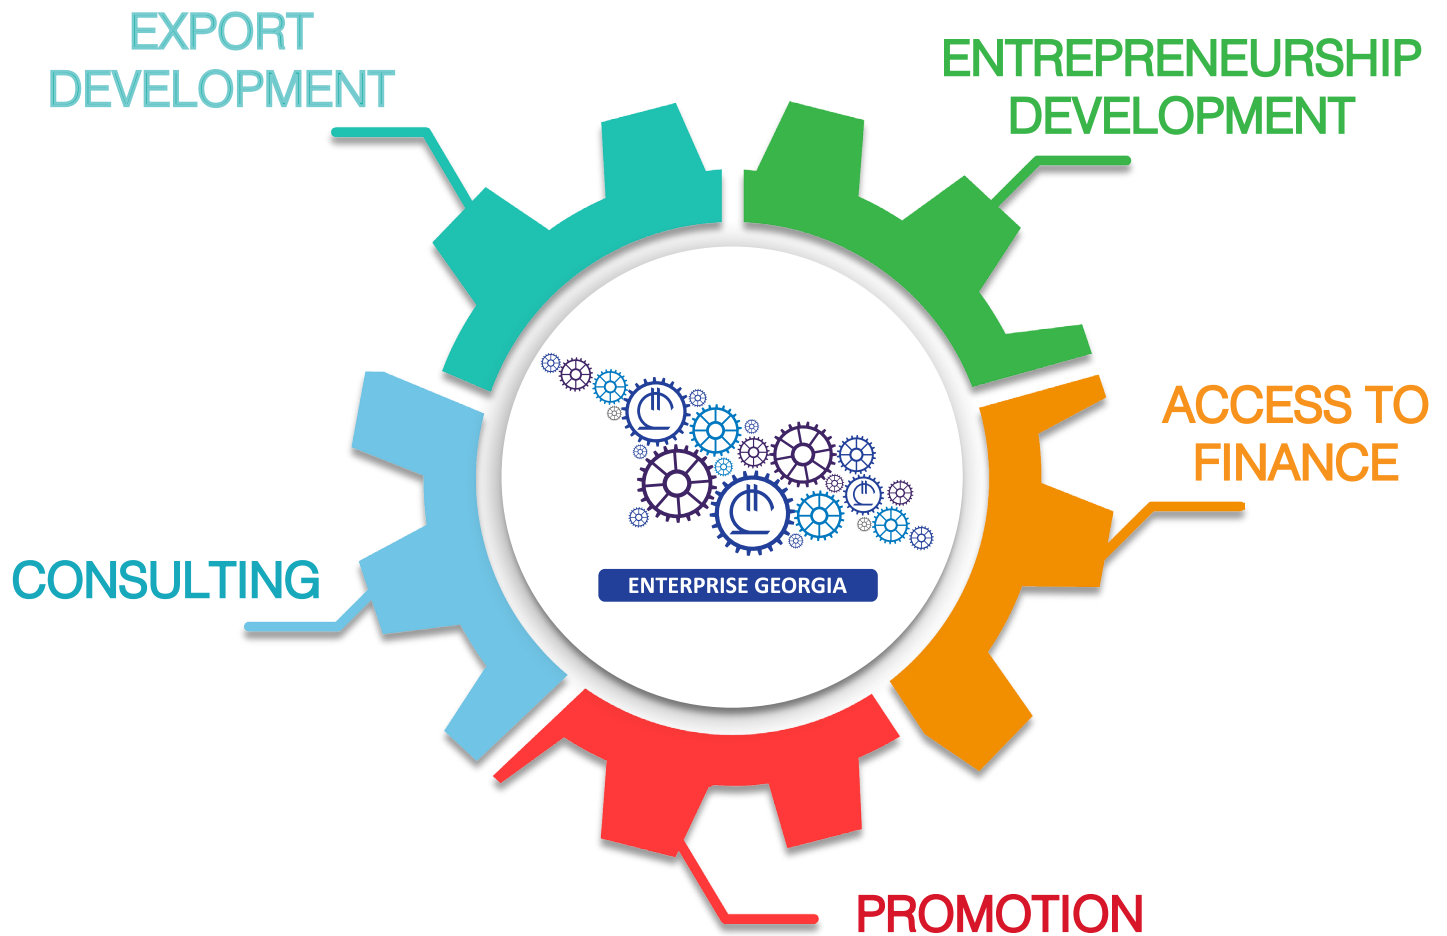 EXPORT
DEVELOPMENT
ENTREPRENEURSHIP
DEVELOPMENT
ACCESS TO
FINANCE
CONSULTING
ENTERPRISE GEORGIA
PROMOTION